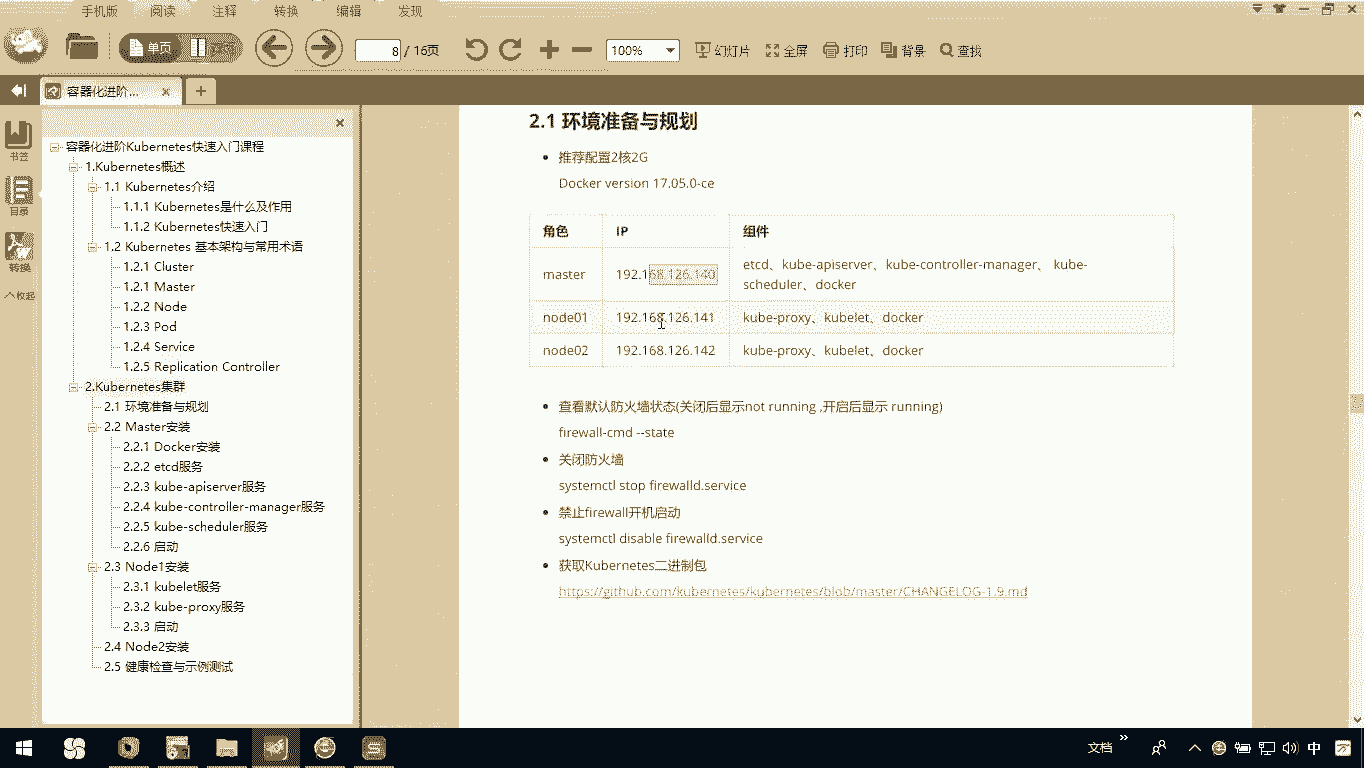 手机版 阅读 注释 转换 编辑 发现
单页 8 / 16页 100% 幻灯片 全屏 打印 背景 查找
容器化进阶...
书签
目录
转换
收起
容器化进阶Kubernetes快速入门课程
1.Kubernetes概述
1.1 Kubernetes介绍
1.1.1 Kubernetes是什么及作用
1.1.2 Kubernetes快速入门
1.2 Kubernetes 基本架构与常用术语
1.2.1 Cluster
1.2.1 Master
1.2.2 Node
1.2.3 Pod
1.2.4 Service
1.2.5 Replication Controller
2.Kubernetes集群
2.1 环境准备与规划
2.2 Master安装
2.2.1 Docker安装
2.2.2 etcd服务
2.2.3 kube-apiserver服务
2.2.4 kube-controller-manager服务
2.2.5 kube-scheduler服务
2.2.6 启动
2.3 Node1安装
2.3.1 kubelet服务
2.3.2 kube-proxy服务
2.3.3 启动
2.4 Node2安装
2.5 健康检查与示例测试
2.1 环境准备与规划
推荐配置2核2G
Docker version 17.05.0-ce
角色 IP 组件
master 192.168.126.140 etcd、kube-apiserver、kube-controller-manager、 kube-
scheduler、docker
node01 192.168.126.141 kube-proxy、kubelet、docker
node02 192.168.126.142 kube-proxy、kubelet、docker
查看默认防火墙状态(关闭后显示not running ,开启后显示 running)
firewall-cmd --state
关闭防火墙
systemctl stop firewalld.service
禁止firewall开机启动
systemctl disable firewalld.service
获取Kubernetes二进制包
https://github.com/kubernetes/kubernetes/blob/master/CHANGELOG-1.9.md
文档 中